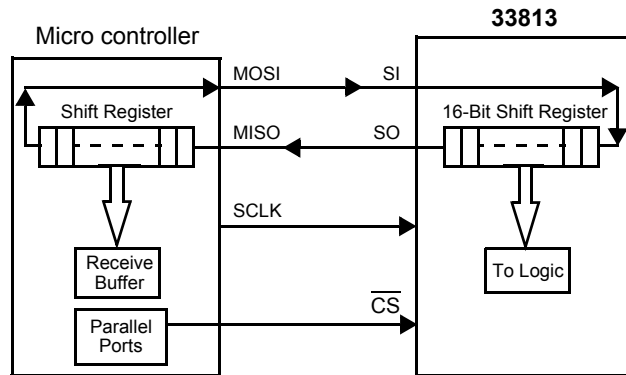 33813
Micro controller
MOSI
SI
Shift Register
16-Bit Shift Register
MISO
SO
SCLK
Receive
Buffer
To Logic
CS
Parallel
Ports